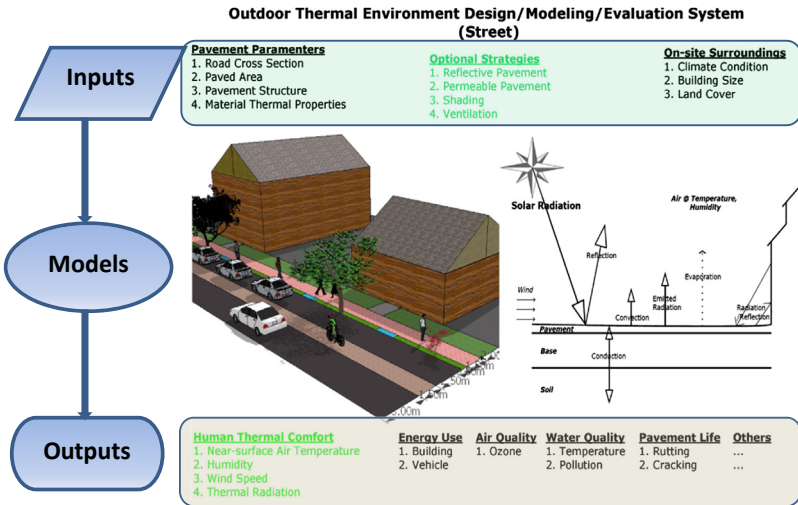 Outdoor Thermal Environment Design/Modeling/Evaluation System
(Street)
Inputs
Pavement Paramenters
1. Road Cross Section
2. Paved Area
3. Pavement Structure
4. Material Thermal Properties
Optional Strategies
1. Reflective Pavement
2. Permeable Pavement
3. Shading
4. Ventilation
On-site Surroundings
1. Climate Condition
2. Building Size
3. Land Cover
Models
Solar Radiation
Air @ Temperature,
Humidity
Reflection
Wind
Evaporation
Emitted
Radiation
Convection
Radiation/
Reflection
Pavement
Base
Conduction
Soil
Outputs
Human Thermal Comfort
1. Near-surface Air Temperature
2. Humidity
3. Wind Speed
4. Thermal Radiation
Energy Use
1. Building
2. Vehicle
Air Quality
1. Ozone
Water Quality
1. Temperature
2. Pollution
Pavement Life
1. Rutting
2. Cracking
Others
...
...